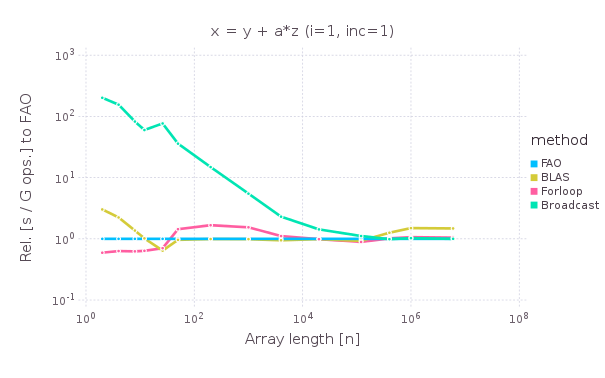 x = y + a*z (i=1, inc=1)
Rel. [s / G ops.] to FAO
10³
10²
10¹
10⁰
10⁻¹
10⁰ 10² 10⁴ 10⁶ 10⁸
Array length [n]
method
FAO
BLAS
Forloop
Broadcast